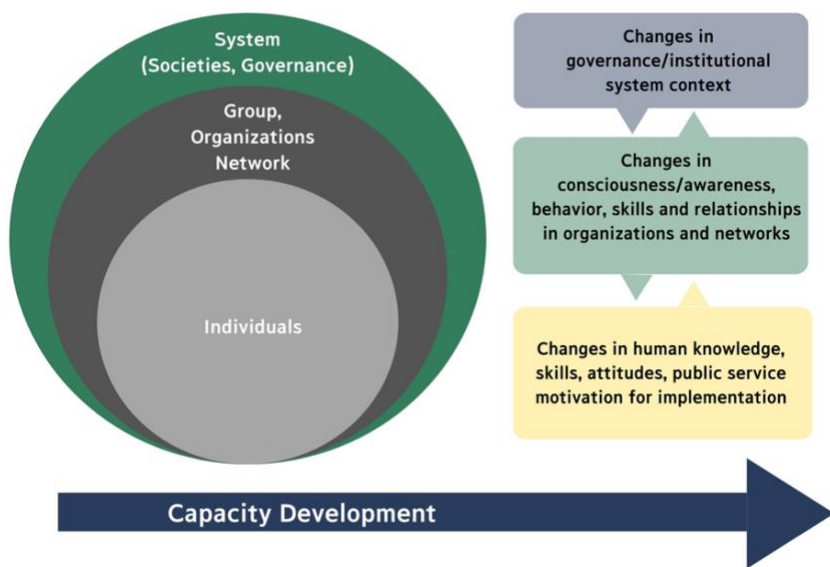 System
(Societies, Governance)
Group,
Organizations
Network
Individuals
Changes in
governance/institutional
system context
Changes in
consciousness/awareness,
behavior, skills and relationships
in organizations and networks
Changes in human knowledge,
skills, attitudes, public service
motivation for implementation
Capacity Development